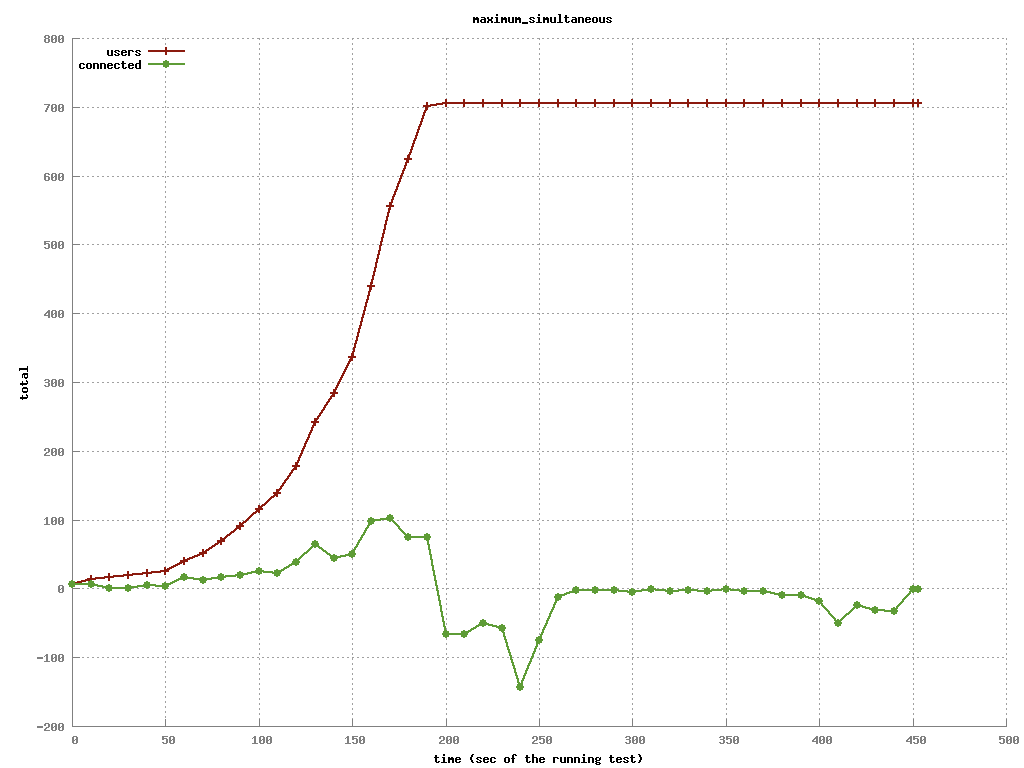 maximum_simultaneous
800
users
connected
700
600
500
400
300
total
200
100
0
-100
-200
0 50 100 150 200 250 300 350 400 450 500
time (sec of the running test)